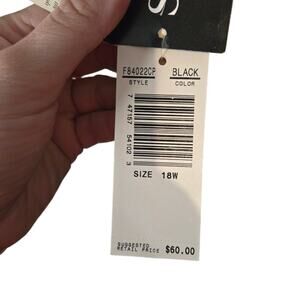 S
F84022CP BLACK
STYLE COLOR
7 47157 54102 3
SIZE 18W
SUGGESTED
RETAIL PRICE $60.00